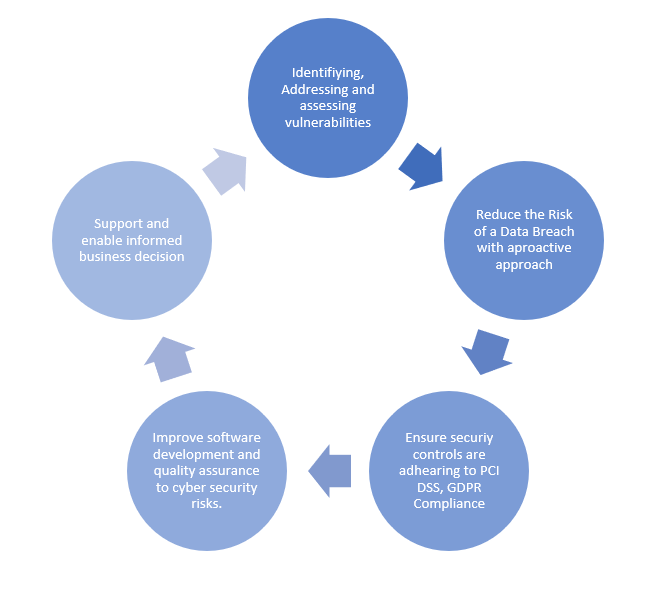 Identifiying,
Addressing and
assessing
vulnerabilities
Reduce the Risk
of a Data Breach
with aproactive
approach
Ensure securiy
controls are
adhearing to PCI
DSS, GDPR
Compliance
Improve software
development and
quality assurance
to cyber security
risks.
Support and
enable informed
business decision